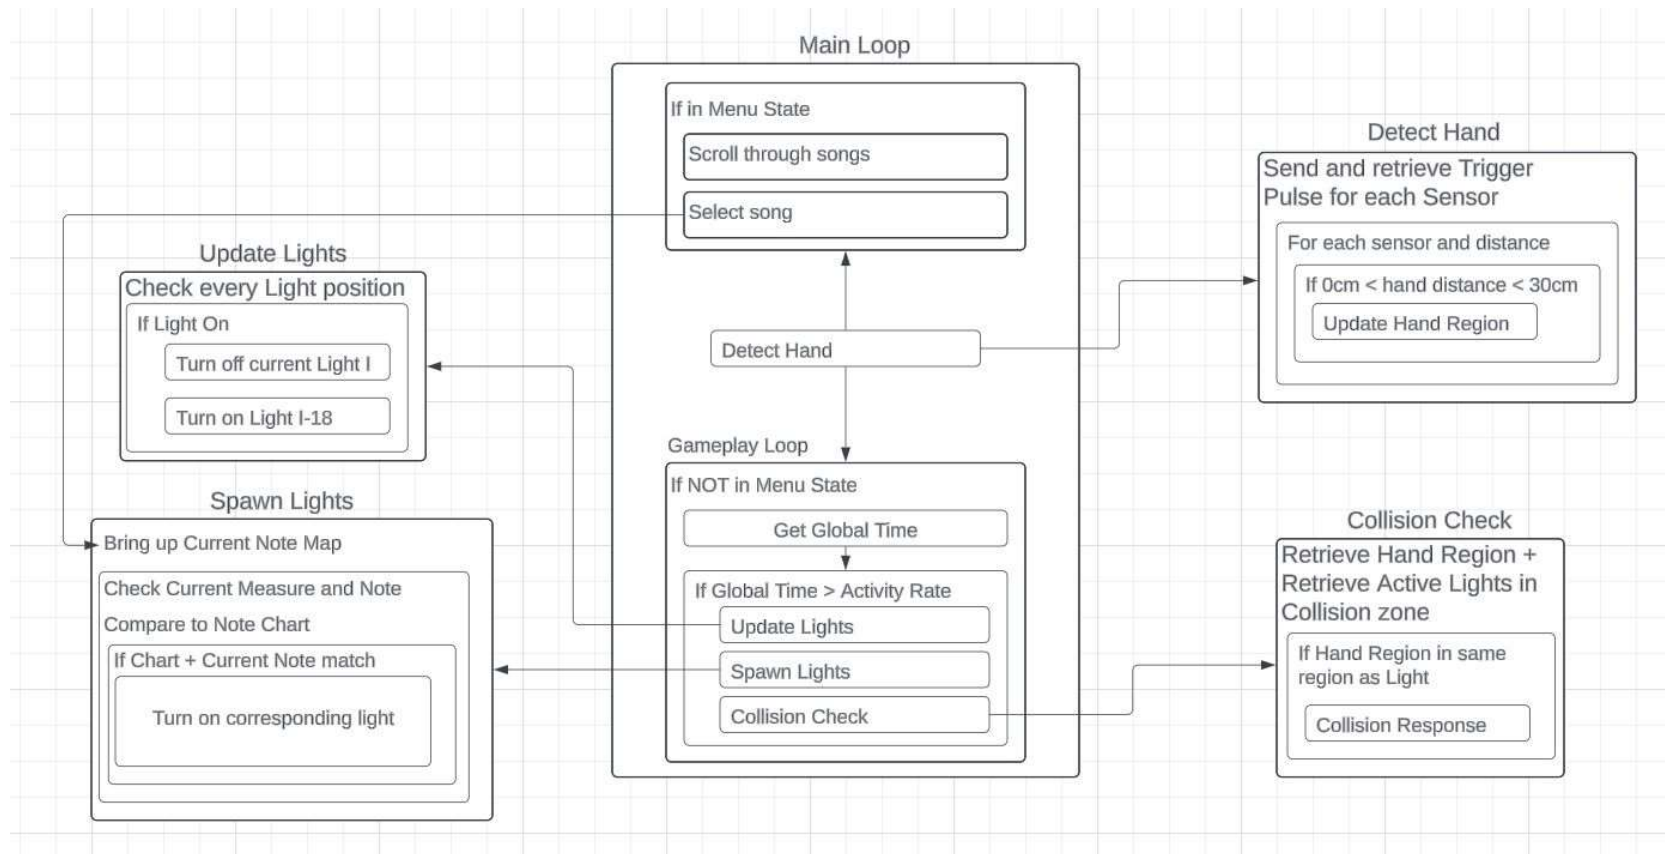 Main Loop
If in Menu State
Scroll through songs
Select song
Detect Hand
Gameplay Loop
If NOT in Menu State
Get Global Time
If Global Time > Activity Rate
Update Lights
Spawn Lights
Collision Check
Update Lights
Check every Light position
If Light On
Turn off current Light I
Turn on Light I-18
Spawn Lights
Bring up Current Note Map
Check Current Measure and Note
Compare to Note Chart
If Chart + Current Note match
Turn on corresponding light
Detect Hand
Send and retrieve Trigger
Pulse for each Sensor
For each sensor and distance
If 0cm < hand distance < 30cm
Update Hand Region
Collision Check
Retrieve Hand Region +
Retrieve Active Lights in
Collision zone
If Hand Region in same
region as Light
Collision Response